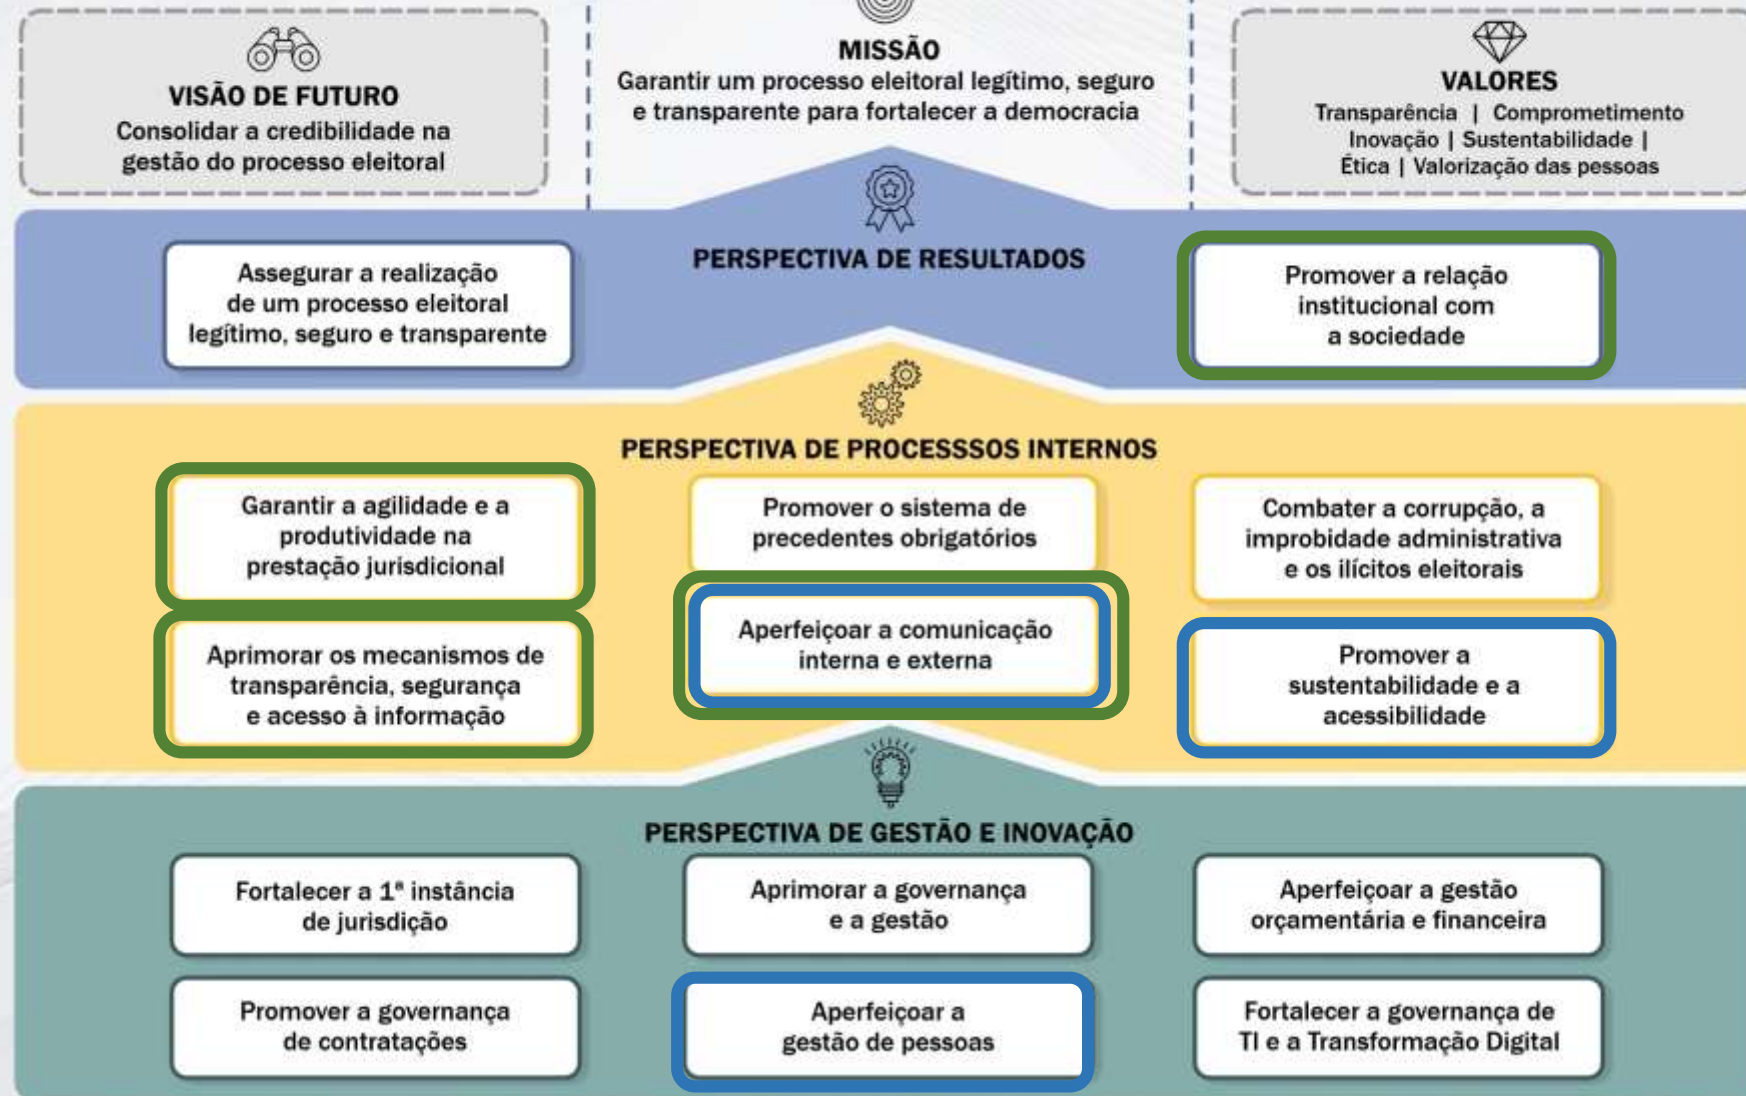 VISÃO DE FUTURO
Consolidar a credibilidade na
gestão do processo eleitoral
MISSÃO
Garantir um processo eleitoral legítimo, seguro
e transparente para fortalecer a democracia
VALORES
Transparência | Comprometimento
Inovação | Sustentabilidade |
Ética | Valorização das pessoas
PERSPECTIVA DE RESULTADOS
Assegurar a realização
de um processo eleitoral
legítimo, seguro e transparente
Promover a relação
institucional com
a sociedade
PERSPECTIVA DE PROCESSSOS INTERNOS
Garantir a agilidade e a
produtividade na
prestação jurisdicional
Promover o sistema de
precedentes obrigatórios
Combater a corrupção, a
improbidade administrativa
e os ilícitos eleitorais
Aprimorar os mecanismos de
transparência, segurança
e acesso à informação
Aperfeiçoar a comunicação
interna e externa
Promover a
sustentabilidade e a
acessibilidade
PERSPECTIVA DE GESTÃO E INOVAÇÃO
Fortalecer a 1ª instância
de jurisdição
Aprimorar a governança
e a gestão
Aperfeiçoar a gestão
orçamentária e financeira
Promover a governança
de contratações
Aperfeiçoar a
gestão de pessoas
Fortalecer a governança de
TI e a Transformação Digital